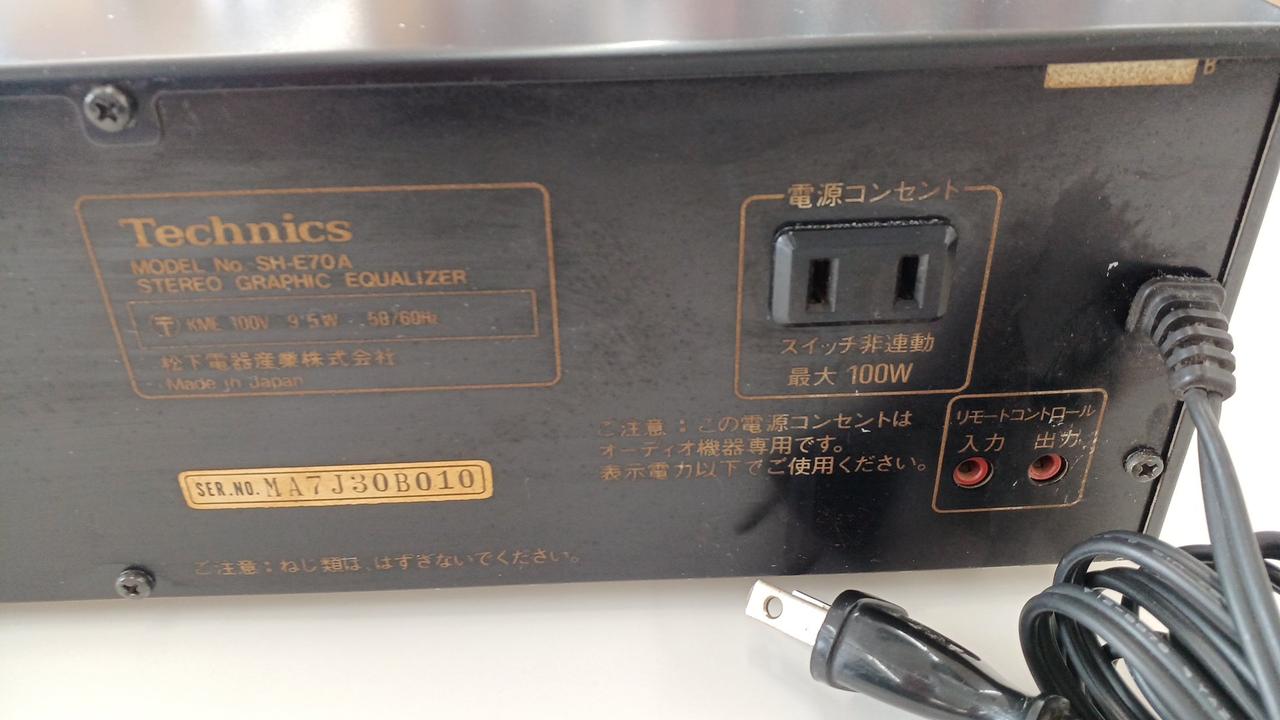 B
Technics
MODEL No. SH-E70A
STEREO GRAPHIC EQUALIZER
KME 100V 9.5W 50/60Hz
松下電器産業株式会社
Made in Japan
SER.NO. MA7J30B010
ご注意：ねじ類は、はずさないでください。
電源コンセント
スイッチ非連動
最大 100W
ご注意：この電源コンセントは
オーディオ機器専用です。
表示電力以下でご使用ください。
リモートコントロール
入力 出力